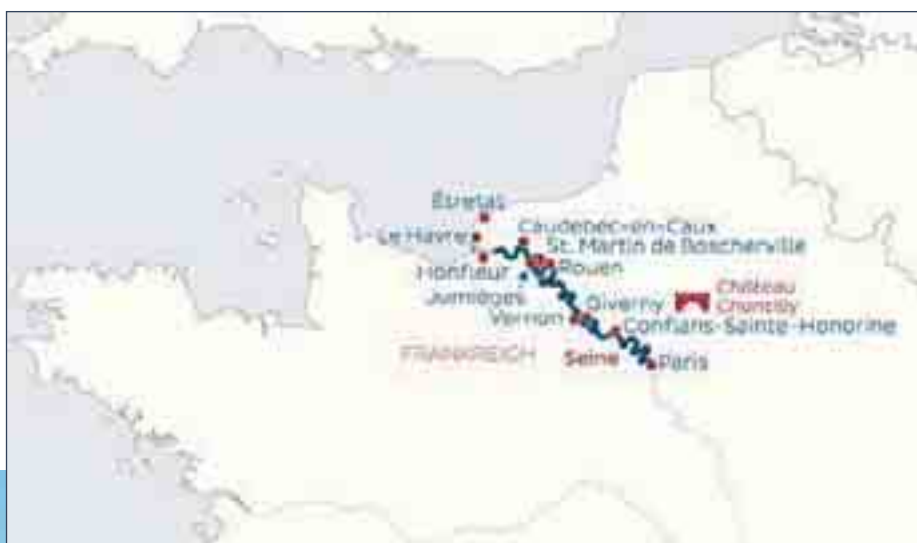 Étretat
Le Havre
Caudebec-en-Caux
St. Martin de Boscherville
Honfleur
Rouen
Jumièges
Giverny
Château
Chantilly
Vernon
Conflans-Sainte-Honorine
FRANKREICH
Seine
Paris